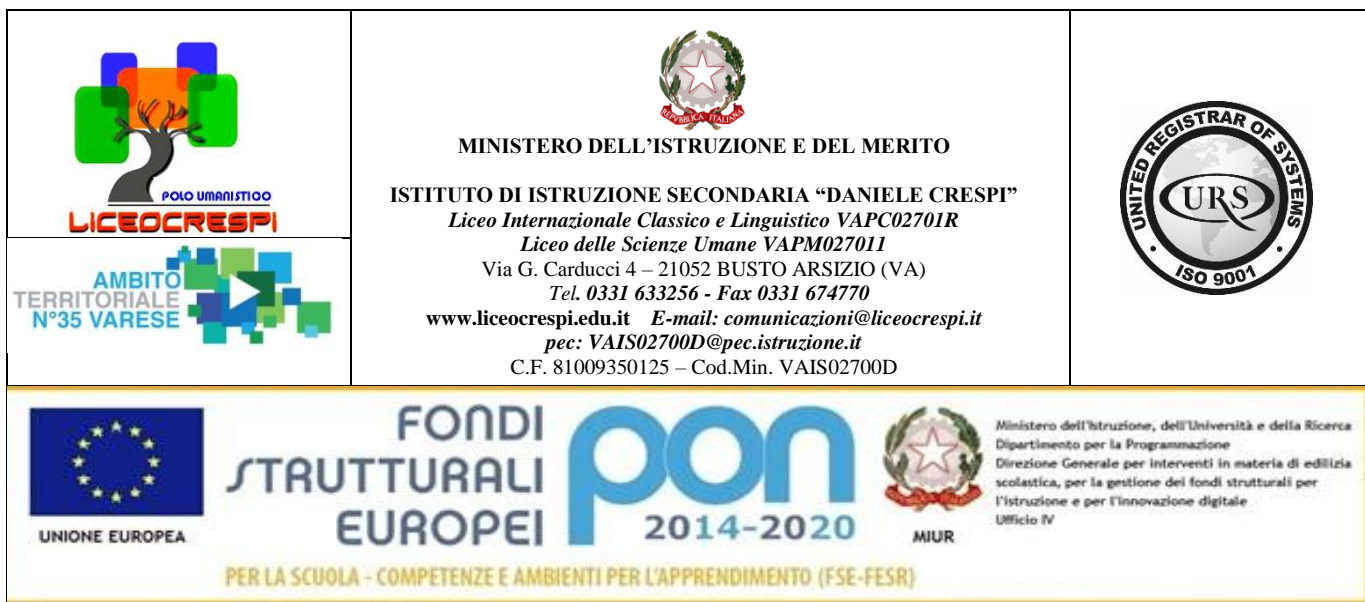 POLO UMANISTICO
LICEOCRESPI
AMBITO
TERRITORIALE
N°35 VARESE
REPVBBLICA ITALIANA
MINISTERO DELL’ISTRUZIONE E DEL MERITO
ISTITUTO DI ISTRUZIONE SECONDARIA “DANIELE CRESPI”
Liceo Internazionale Classico e Linguistico VAPC02701R
Liceo delle Scienze Umane VAPM027011
Via G. Carducci 4 – 21052 BUSTO ARSIZIO (VA)
Tel. 0331 633256 - Fax 0331 674770
www.liceocrespi.edu.it E-mail: comunicazioni@liceocrespi.it
pec: VAIS02700D@pec.istruzione.it
C.F. 81009350125 – Cod.Min. VAIS02700D
UNITED REGISTRAR OF SYSTEMS
URS
ISO 9001
UNIONE EUROPEA
FONDI
STRUTTURALI
EUROPEI
pon
2014-2020
MIUR
Ministero dell'Istruzione, dell'Università e della Ricerca
Dipartimento per la Programmazione
Direzione Generale per interventi in materia di edilizia
scolastica, per la gestione dei fondi strutturali per
l'istruzione e per l'innovazione digitale
Ufficio IV
PER LA SCUOLA - COMPETENZE E AMBIENTI PER L'APPRENDIMENTO (FSE-FESR)